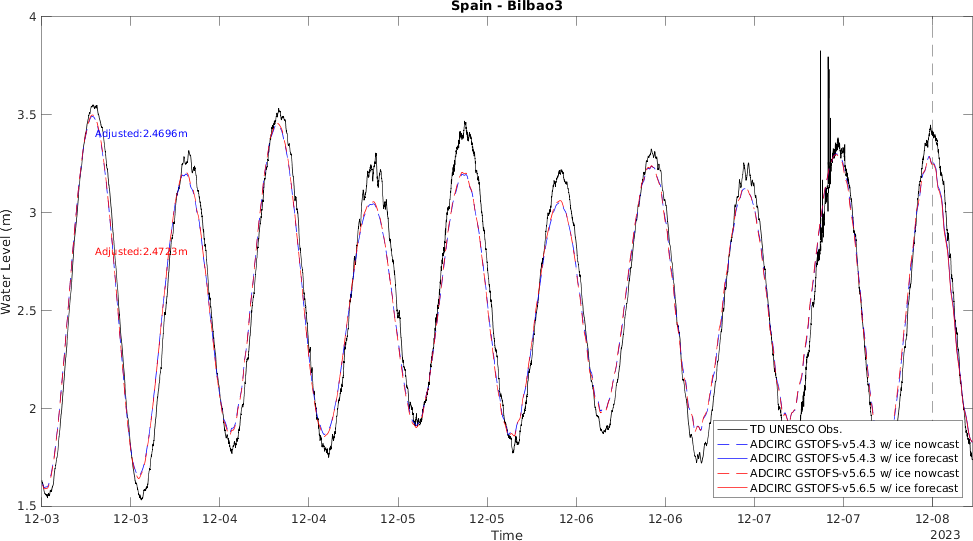 Spain - Bilbao3
4
3.5
3
2.5
2
1.5
Water Level (m)
Adjusted:2.4696m
Adjusted:2.4723m
TD UNESCO Obs.
ADCIRC GSTOFS-v5.4.3 w/ ice nowcast
ADCIRC GSTOFS-v5.4.3 w/ ice forecast
ADCIRC GSTOFS-v5.6.5 w/ ice nowcast
ADCIRC GSTOFS-v5.6.5 w/ ice forecast
12-03 12-03 12-04 12-04 12-05 12-05 12-06 12-06 12-07 12-07 12-08
Time
2023